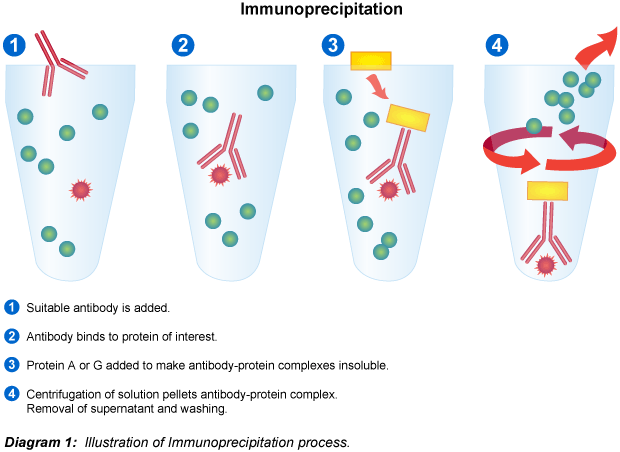 Immunoprecipitation
1
2
3
4
1 Suitable antibody is added.
2 Antibody binds to protein of interest.
3 Protein A or G added to make antibody-protein complexes insoluble.
4 Centrifugation of solution pellets antibody-protein complex.
Removal of supernatant and washing.
Diagram 1: Illustration of Immunoprecipitation process.